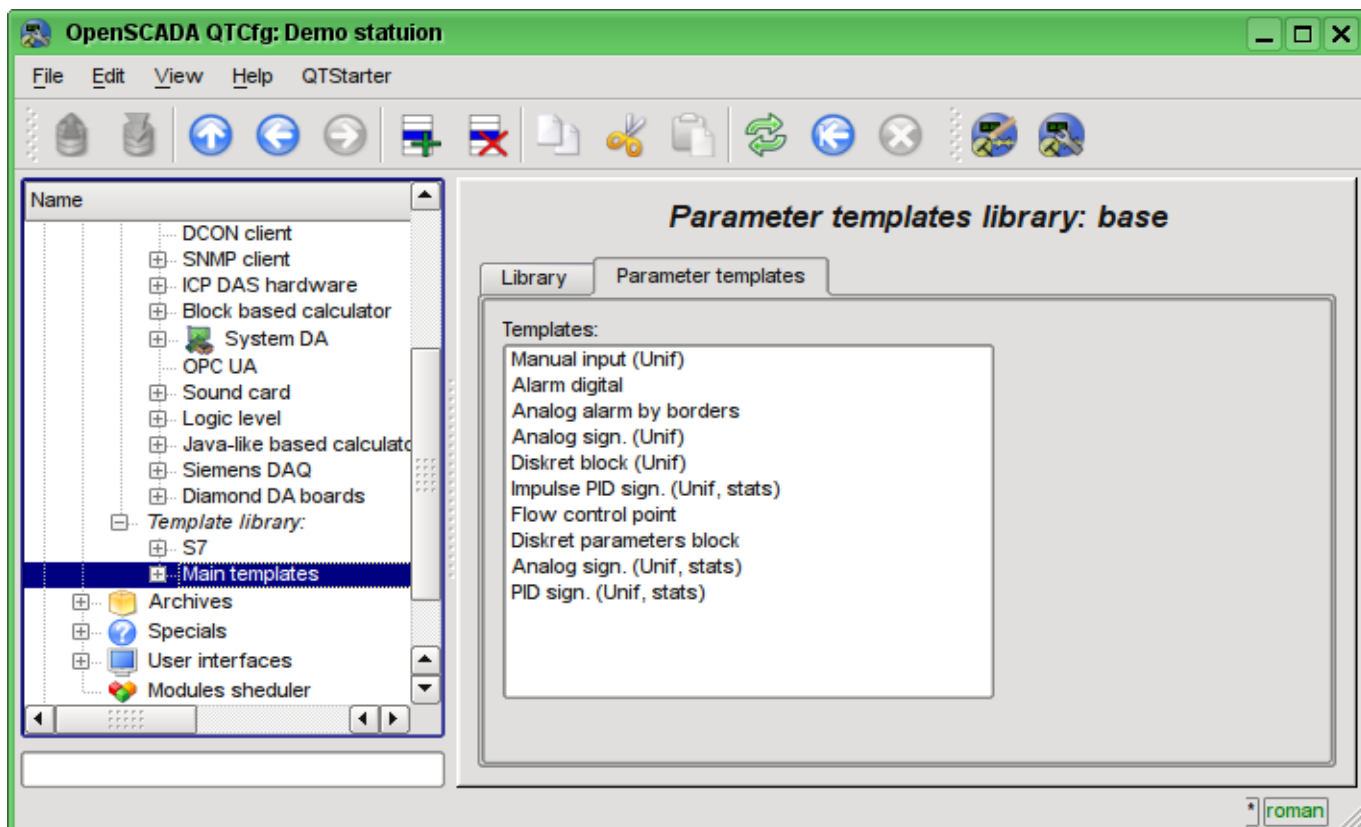 OpenSCADA QTCfg: Demo statuion
File Edit View Help QTStarter
Name
DCON client
SNMP client
ICP DAS hardware
Block based calculator
System DA
OPC UA
Sound card
Logic level
Java-like based calculato
Siemens DAQ
Diamond DA boards
Template library:
S7
Main templates
Archives
Specials
User interfaces
Modules sheduler
Parameter templates library: base
Library Parameter templates
Templates:
Manual input (Unif)
Alarm digital
Analog alarm by borders
Analog sign. (Unif)
Diskret block (Unif)
Impulse PID sign. (Unif, stats)
Flow control point
Diskret parameters block
Analog sign. (Unif, stats)
PID sign. (Unif, stats)
* roman